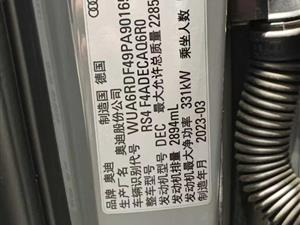 制造国 德国
品牌 奥迪
生产厂名 奥迪股份公司
车辆识别代号 WUA6RDF49PA9016
整车型号 RS4 F4ADECAQ6R0
发动机型号 DEC 最大允许总质量 2285
发动机排量 2894mL 乘坐人数
发动机最大净功率 331kW
制造年月 2023-03